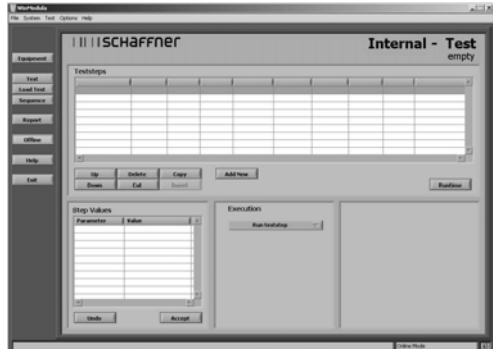 WinModula
File System Test Options Help
SCHAFFNER
Internal - Test
empty
Equipment
Test
Load Test
Sequence
Report
Offline
Help
Exit
Teststeps
Up Delete Copy Add New
Down Cut Insert Runtime
Step Values
Parameter Value
Undo Accept
Execution
Run teststep
Online Mode